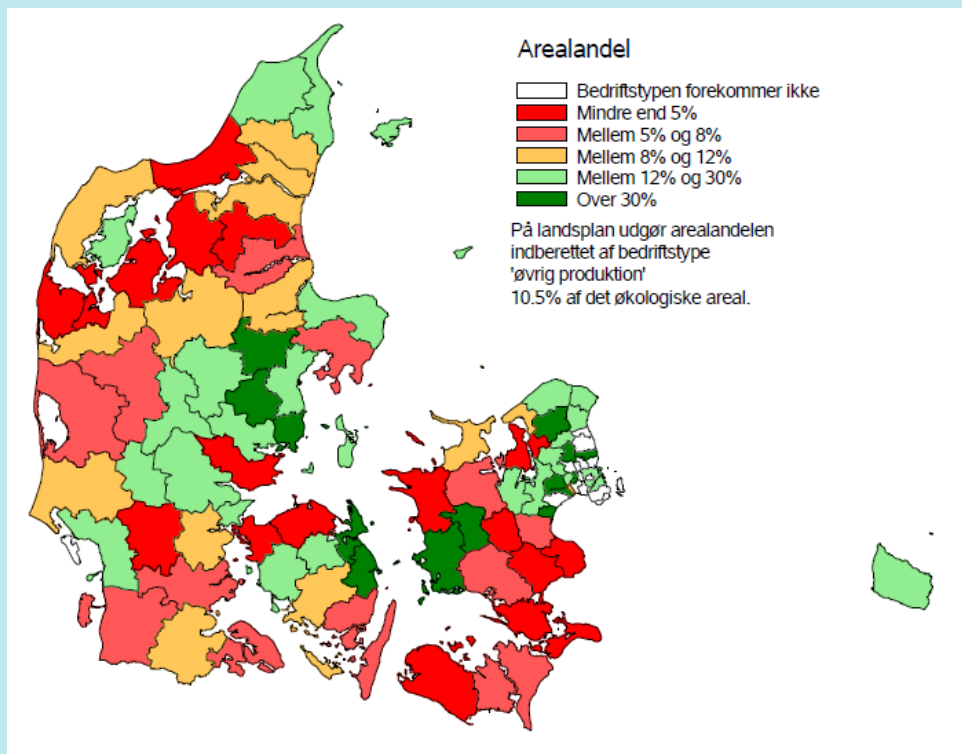 Arealandel
Bedriftstypen forekommer ikke
Mindre end 5%
Mellem 5% og 8%
Mellem 8% og 12%
Mellem 12% og 30%
Over 30%
På landsplan udgør arealandelen
indberettet af bedriftstype
'øvrig produktion'
10.5% af det økologiske areal.